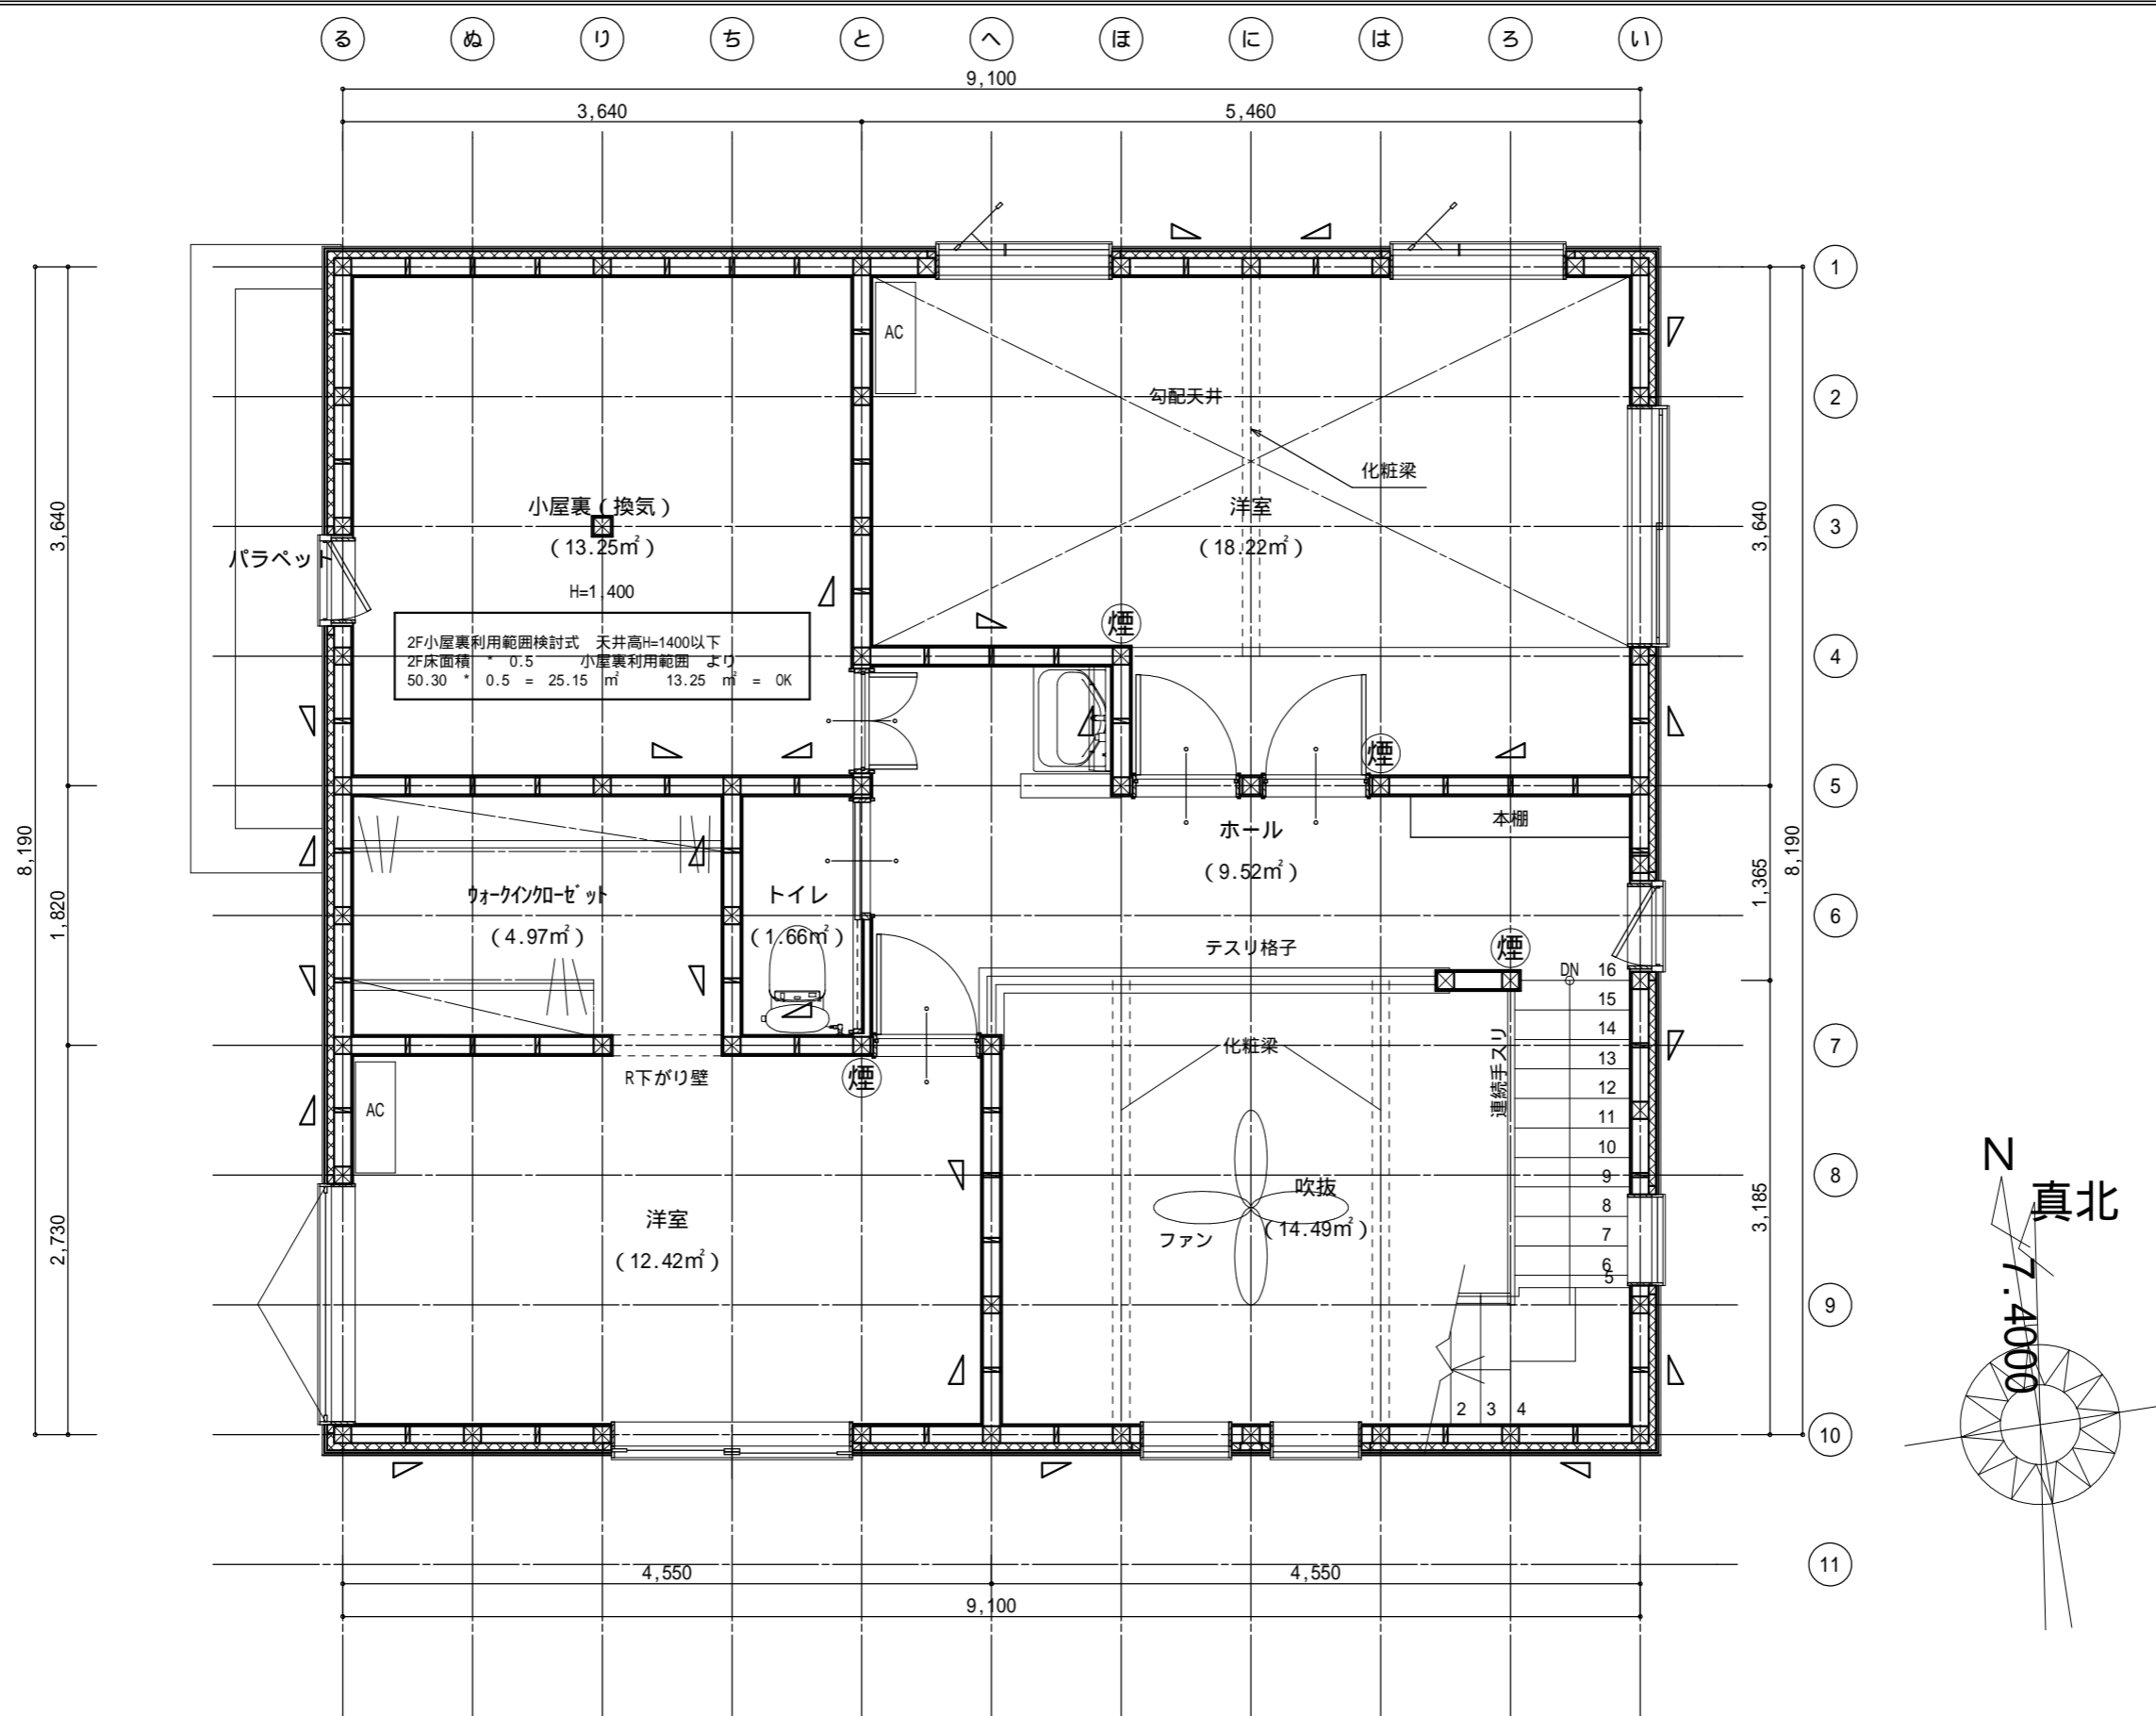 る ぬ り ち と へ ほ に は ろ い
9,100
3,640 5,460
1
2
3
4
5
6
7
8
9
10
11
8,190
3,640
1,820
2,730
3,640
1,365
3,185
8,190
AC
勾配天井
化粧梁
小屋裏(換気)
(13.25㎡)
H=1,400
洋室
(18.22㎡)
パラペット
煙
2F小屋裏利用範囲検討式 天井高H=1400以下
2F床面積 * 0.5 小屋裏利用範囲 より
50.30 * 0.5 = 25.15 ㎡ 13.25 ㎡ = OK
煙
本棚
ホール
(9.52㎡)
ウォークインクローゼット
(4.97㎡)
トイレ
(1.66㎡)
テスリ格子
煙
DN 16
15
14
13
12
11
10
9
8
7
6
5
連続手スリ
化粧梁
R下がり壁
煙
AC
洋室
(12.42㎡)
吹抜
(14.49㎡)
ファン
2 3 4
N
真北
7.4000
4,550 4,550
9,100